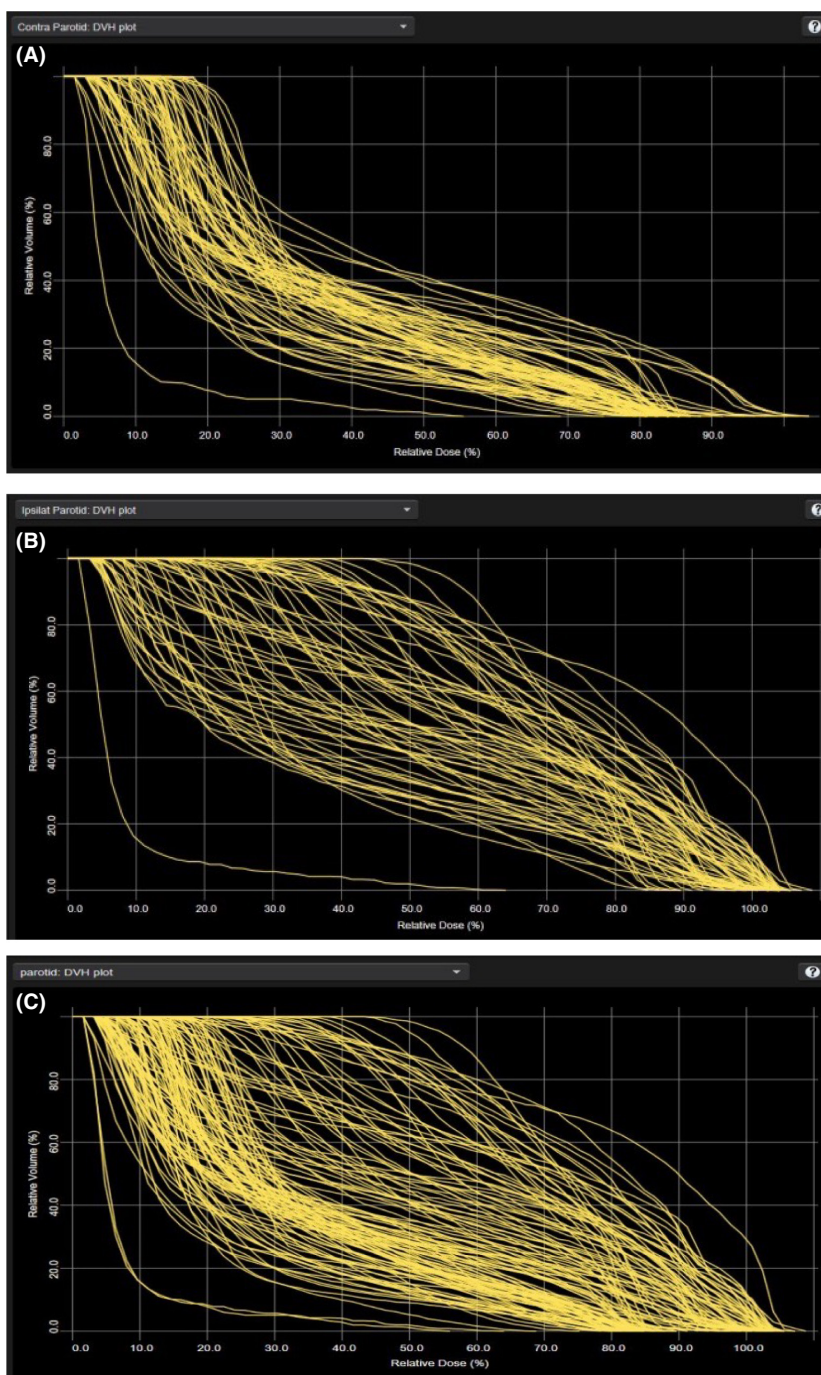 Contra Parotid: DVH plot
?
(A)
Relative Volume (%)
80.0
60.0
40.0
20.0
0.0
0.0 10.0 20.0 30.0 40.0 50.0 60.0 70.0 80.0 90.0
Relative Dose (%)
Ipsilat Parotid: DVH plot
?
(B)
Relative Volume (%)
80.0
60.0
40.0
20.0
0.0
0.0 10.0 20.0 30.0 40.0 50.0 60.0 70.0 80.0 90.0 100.0
Relative Dose (%)
parotid: DVH plot
?
(C)
Relative Volume (%)
80.0
60.0
40.0
20.0
0.0
0.0 10.0 20.0 30.0 40.0 50.0 60.0 70.0 80.0 90.0 100.0
Relative Dose (%)